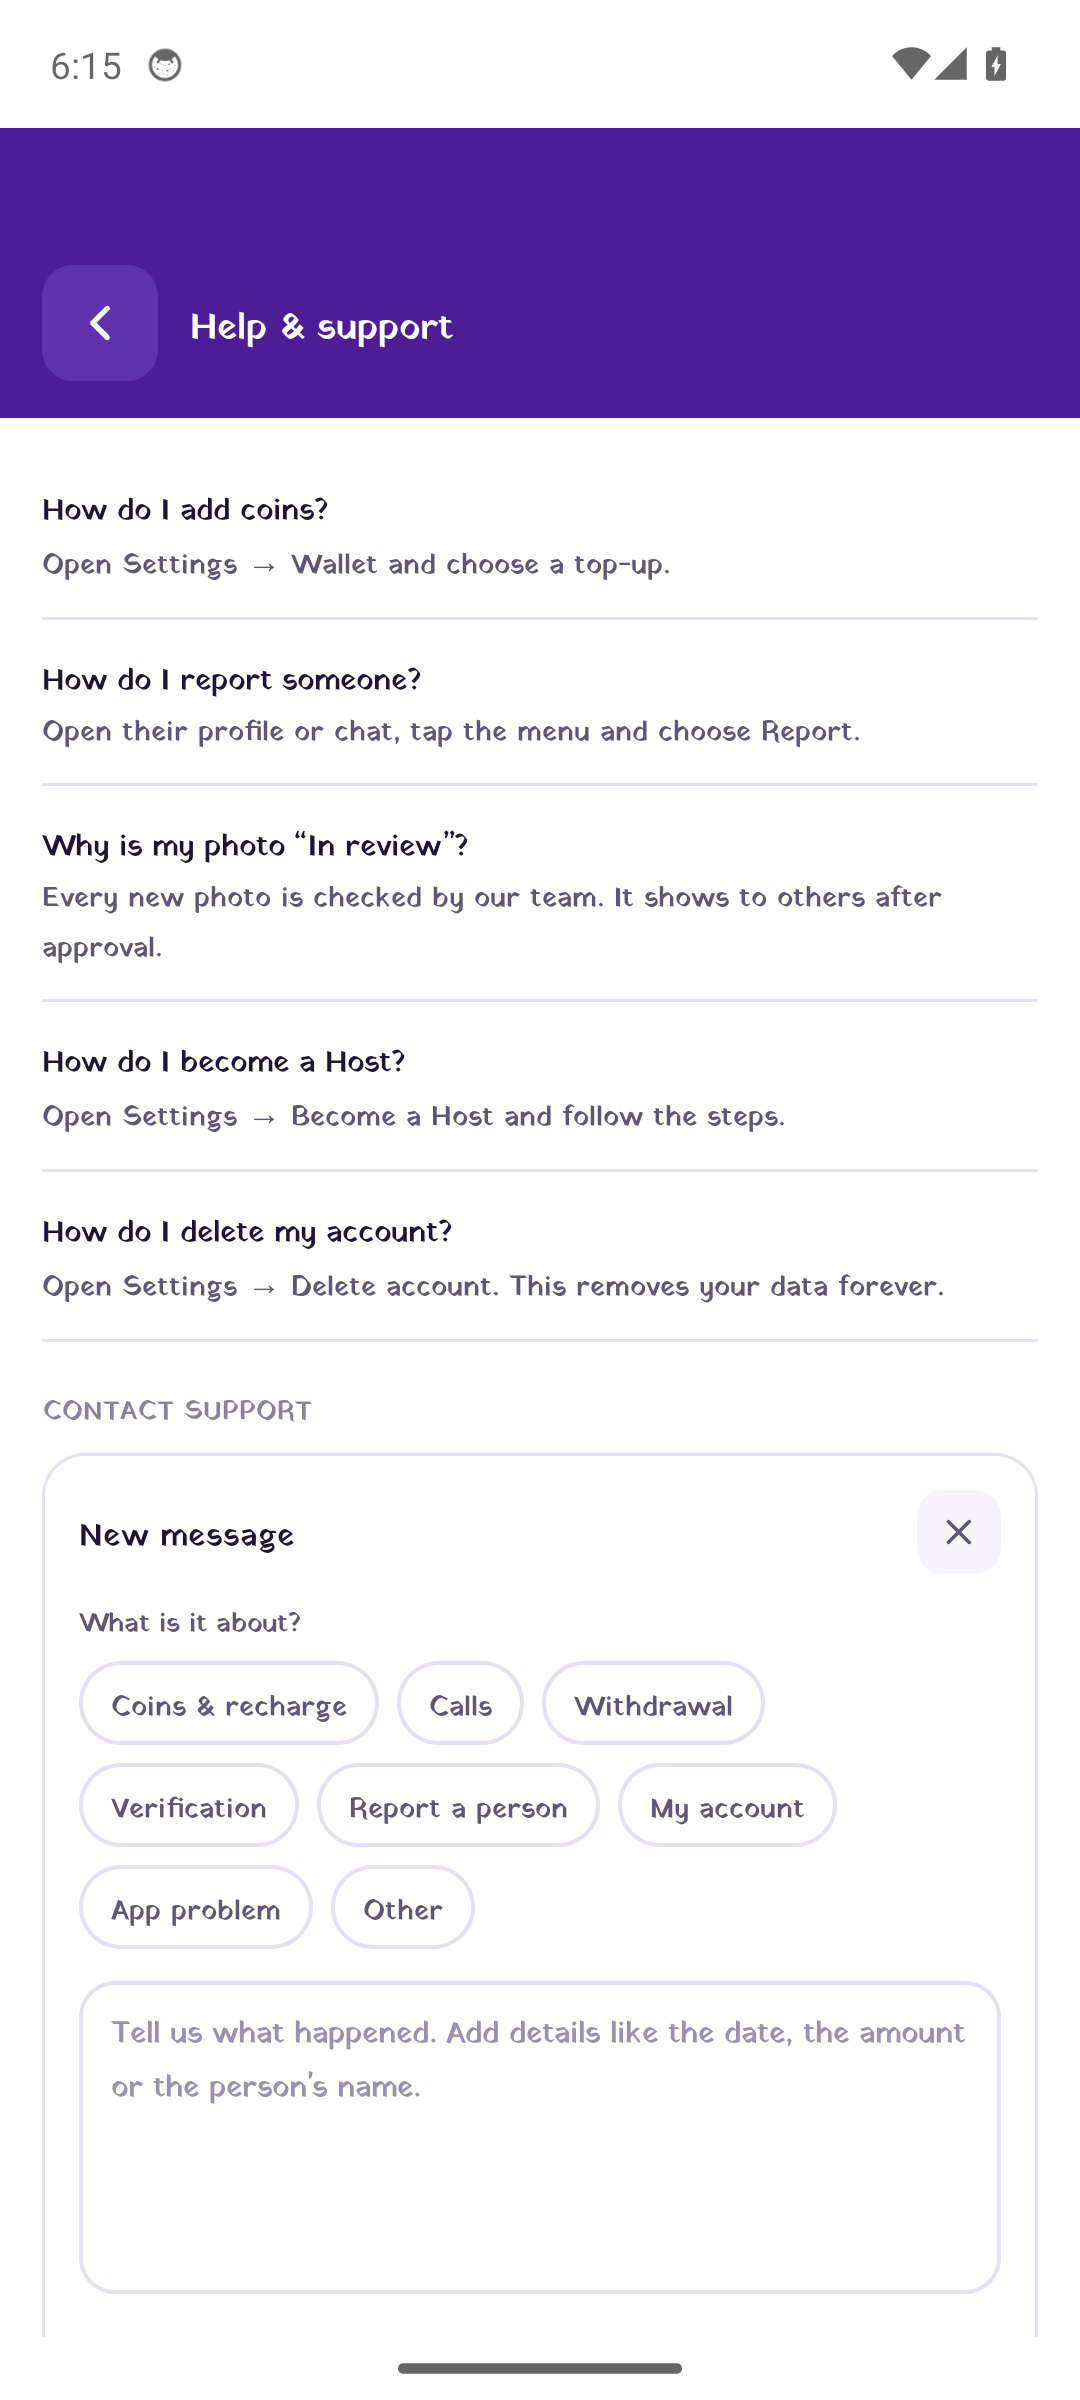 6:15
Help & support
How do I add coins?
Open Settings → Wallet and choose a top-up.
How do I report someone?
Open their profile or chat, tap the menu and choose Report.
Why is my photo “In review”?
Every new photo is checked by our team. It shows to others after
approval.
How do I become a Host?
Open Settings → Become a Host and follow the steps.
How do I delete my account?
Open Settings → Delete account. This removes your data forever.
CONTACT SUPPORT
New message
What is it about?
Coins & recharge Calls Withdrawal
Verification Report a person My account
App problem Other
Tell us what happened. Add details like the date, the amount
or the person’s name.